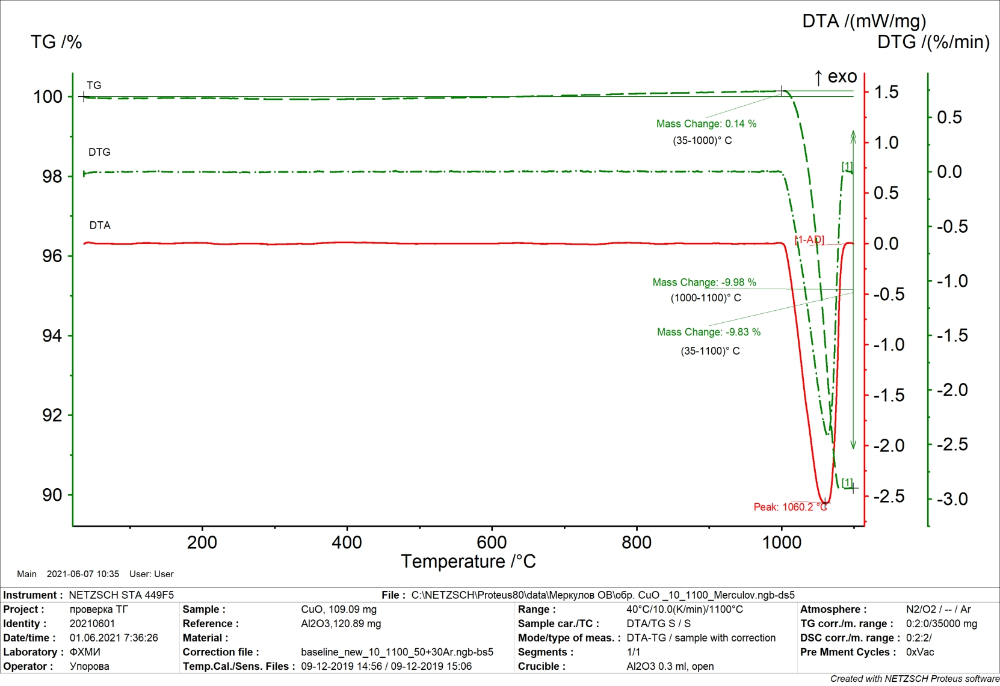 DTA /(mW/mg)
TG /%
DTG /(%/min)
↑ exo
TG
100
1.5
0.5
Mass Change: 0.14 %
(35-1000)° C
1.0
DTG
[1]
98
0.0
0.5
DTA
-0.5
[1-AD]
0.0
96
Mass Change: -9.98 %
-1.0
(1000-1100)° C
-0.5
Mass Change: -9.83 %
94
-1.5
(35-1100)° C
-1.0
-2.0
-1.5
92
-2.0
-2.5
[1]
90
-2.5
-3.0
Peak: 1060.2 °C
200 400 600 800 1000
Temperature /°C
Main 2021-06-07 10:35 User: User
Instrument : NETZSCH STA 449F5 File : C:\NETZSCH\Proteus80\data\Меркулов ОВ\обр. CuO _10_1100_Merculov.ngb-ds5
Project : проверка ТГ Sample : CuO, 109.09 mg Range : 40°C/10.0(K/min)/1100°C Atmosphere : N2/O2 / -- / Ar
Identity : 20210601 Reference : Al2O3,120.89 mg Sample car./TC : DTA/TG S / S TG corr./m. range : 0:2:0/35000 mg
Date/time : 01.06.2021 7:36:26 Material : Mode/type of meas. : DTA-TG / sample with correction DSC corr./m. range : 0:2:2/
Laboratory : ФХМИ Correction file : baseline_new_10_1100_50+30Ar.ngb-bs5 Segments : 1/1 Pre Mment Cycles : 0xVac
Operator : Упорова Temp.Cal./Sens. Files : 09-12-2019 14:56 / 09-12-2019 15:06 Crucible : Al2O3 0.3 ml, open
Created with NETZSCH Proteus software